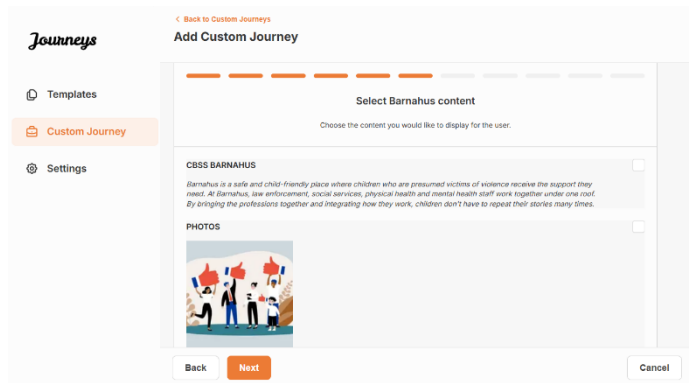 < Back to Custom Journeys
Journeys
Add Custom Journey
Templates
Custom Journey
Settings
Select Barnahus content
Choose the content you would like to display for the user.
CBSS BARNAHUS
Barnahus is a safe and child-friendly place where children who are presumed victims of violence receive the support they
need. At Barnahus, law enforcement, social services, physical health and mental health staff work together under one roof.
By bringing the professions together and integrating how they work, children don't have to repeat their stories many times.
PHOTOS
Back
Next
Cancel